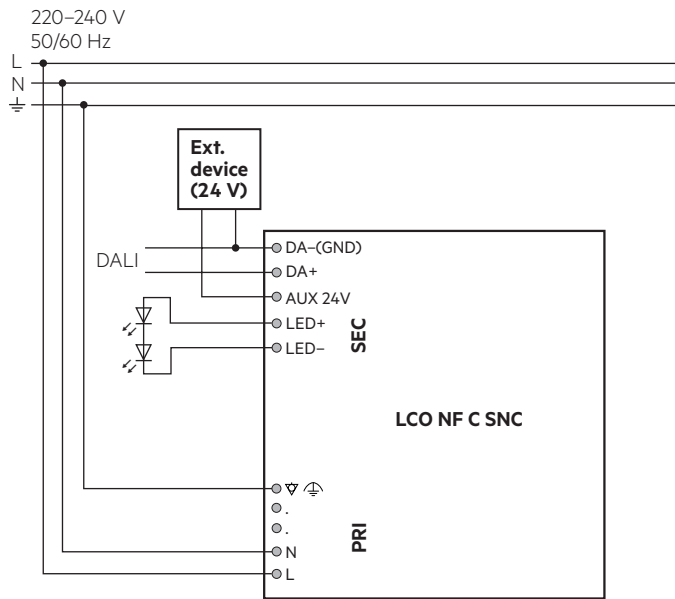 220–240 V
50/60 Hz
L
N
Ext.
device
(24 V)
DALI
DA–(GND)
DA+
AUX 24V
LED+
LED–
SEC
LCO NF C SNC
.
.
PRI
N
L